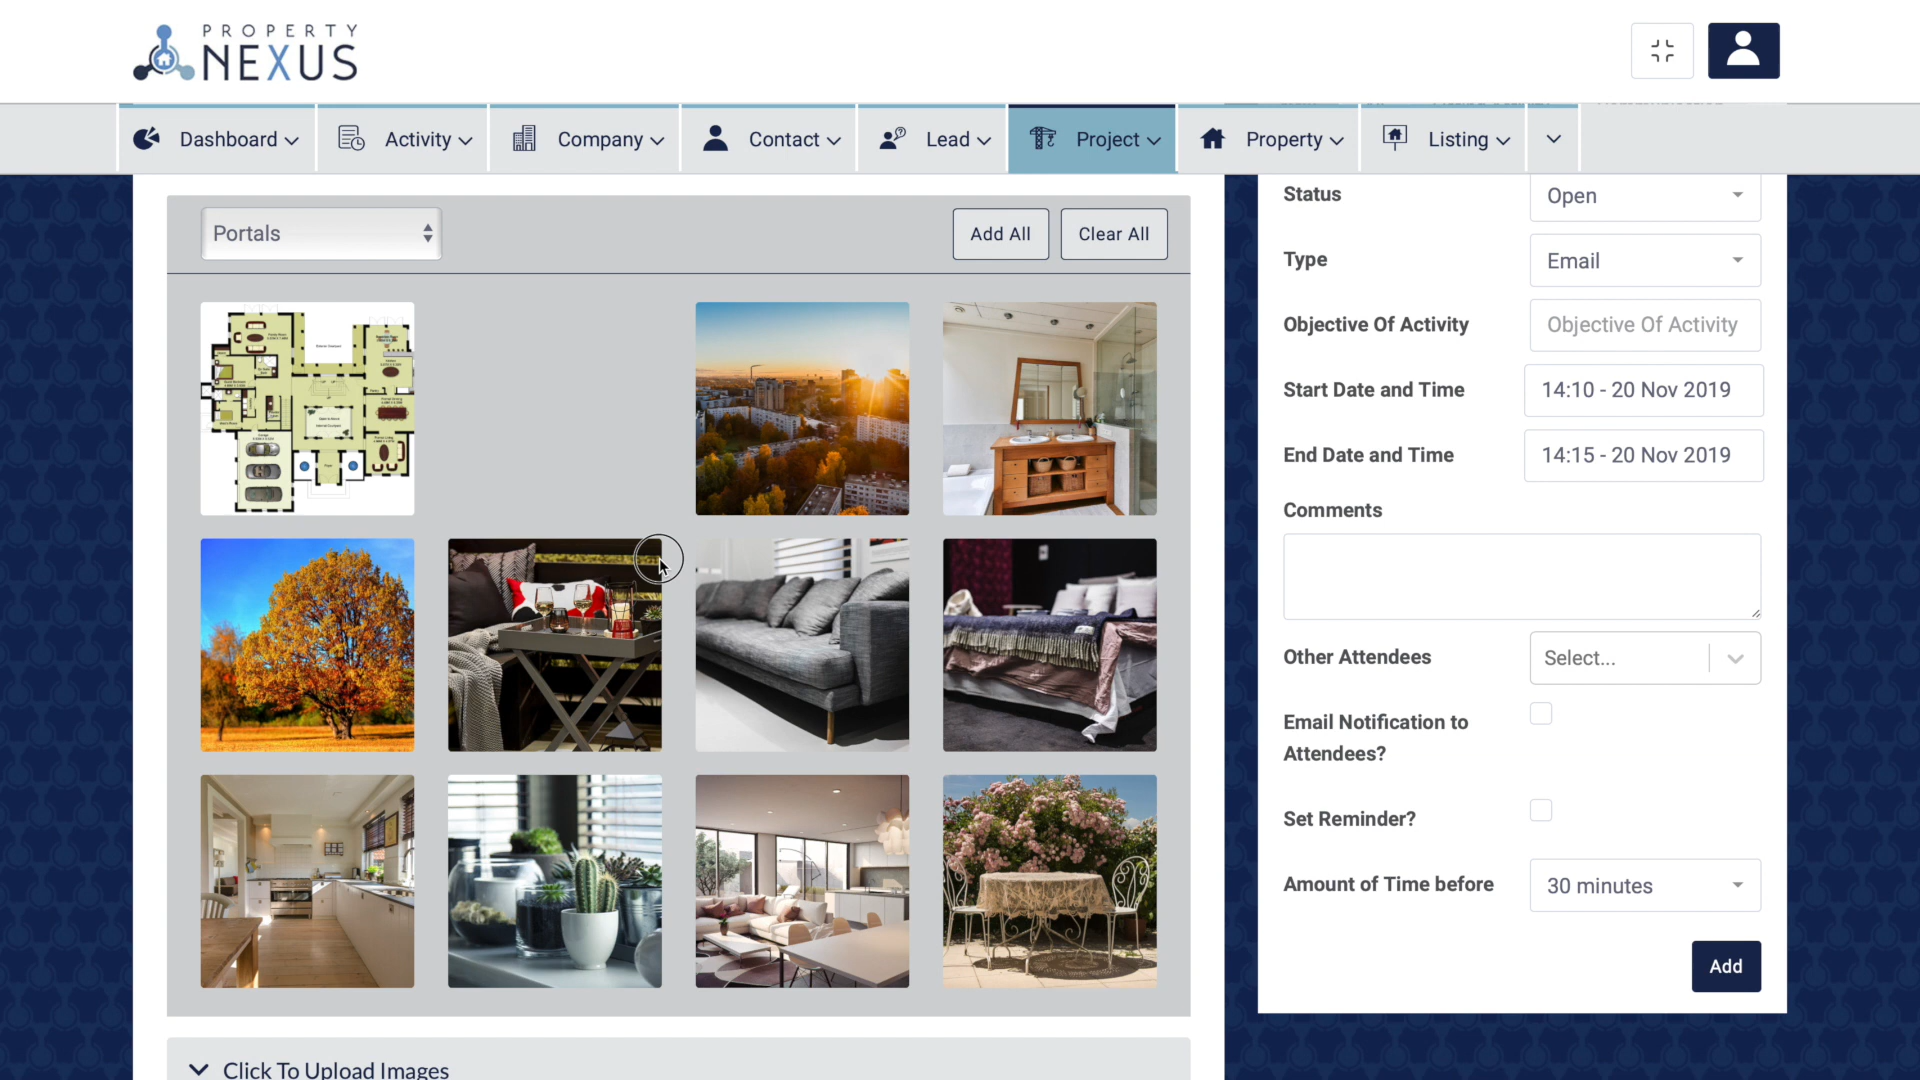 PROPERTY
NEXUS
Dashboard
Activity
Company
Contact
Lead
Project
Property
Listing
Portals
Add All
Clear All
Click To Upload Images
Status
Open
Type
Email
Objective Of Activity
Objective Of Activity
Start Date and Time
14:10 - 20 Nov 2019
End Date and Time
14:15 - 20 Nov 2019
Comments
Other Attendees
Select...
Email Notification to
Attendees?
Set Reminder?
Amount of Time before
30 minutes
Add